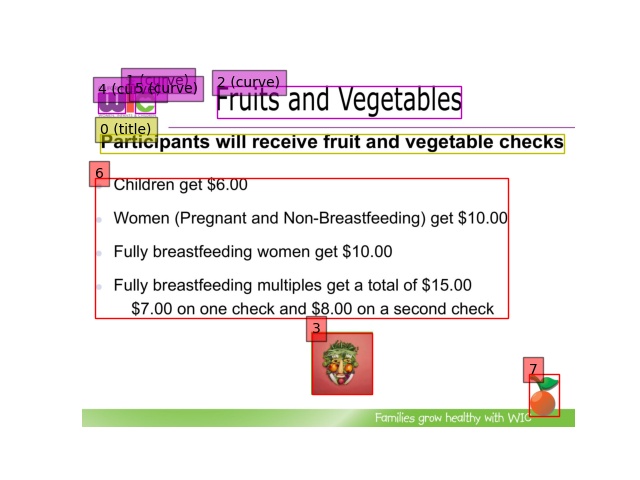 1 (curve)
2 (curve)
4 (curve)
5 (curve)
wic
Fruits and Vegetables
0 (title)
Participants will receive fruit and vegetable checks
6
Children get $6.00
Women (Pregnant and Non-Breastfeeding) get $10.00
Fully breastfeeding women get $10.00
Fully breastfeeding multiples get a total of $15.00
$7.00 on one check and $8.00 on a second check
3
7
Families grow healthy with WIC